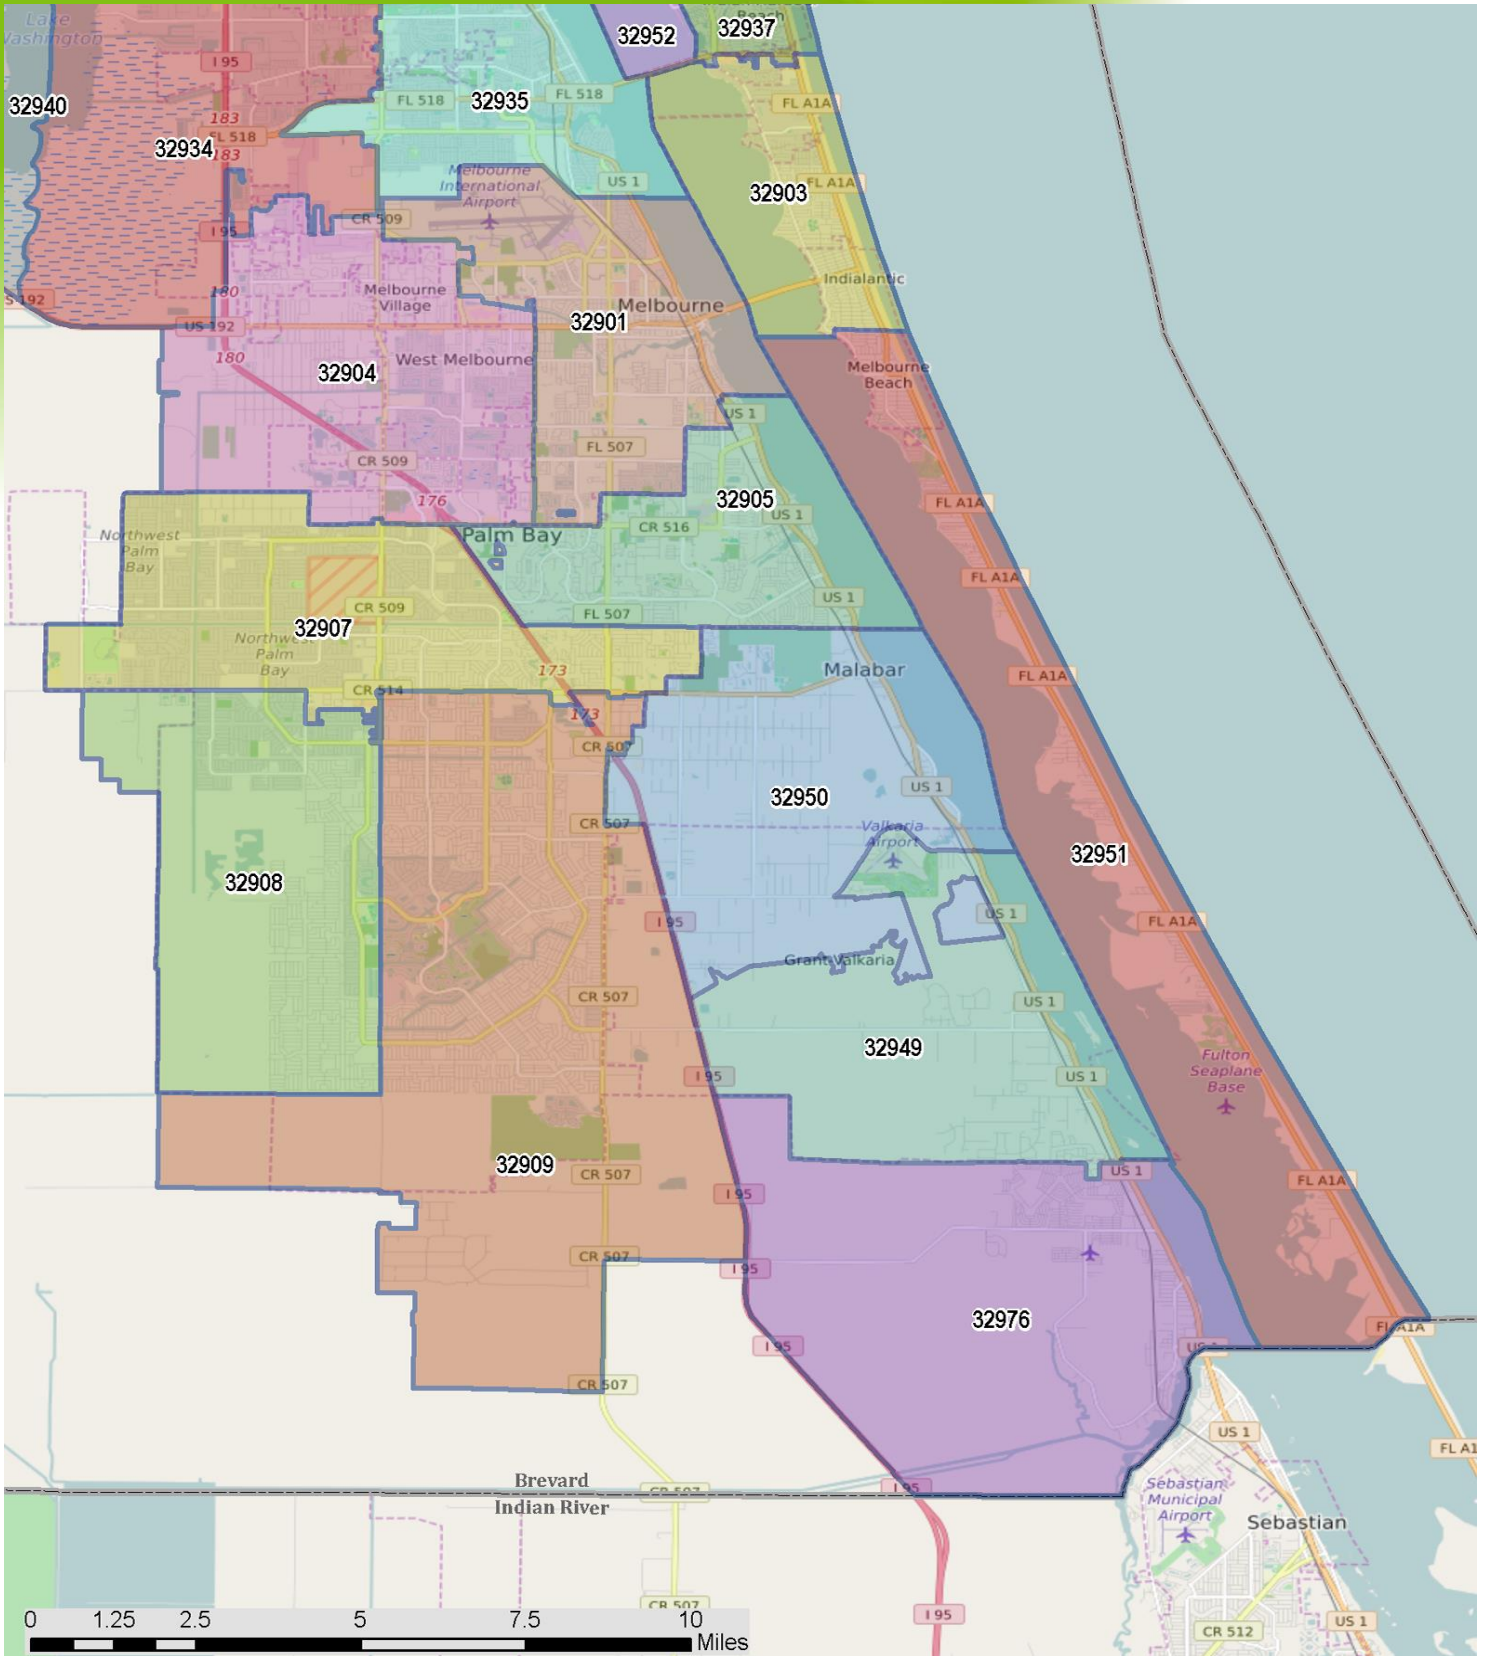 Lake
Washington
Beach
32952
32937
I 95
FL 518
32935
FL 518
FL A1A
32940
183
FL 518
32934
183
Melbourne
International
Airport
US 1
FL A1A
32903
CR 509
I 95
Indialantic
180
Melbourne
Village
Melbourne
S 192
US 192
32901
180
32904
West Melbourne
Melbourne
Beach
US 1
FL 507
CR 509
176
32905
FL A1A
US 1
CR 516
Northwest
Palm
Bay
Palm Bay
FL A1A
CR 509
FL 507
US 1
32907
Northwest
Palm
Bay
173
Malabar
FL A1A
CR 514
173
CR 507
US 1
32950
CR 507
Valkaria
Airport
32951
32908
I 95
US 1
FL A1A
Grant-Valkaria
CR 507
US 1
32949
Fulton
Seaplane
Base
I 95
US 1
32909
CR 507
US 1
I 95
FL A1A
CR 507
I 95
32976
FL A1A
I 95
US 1
CR 507
US 1
FL A1
Brevard
CR 507
I 95
Indian River
Sebastian
Municipal
Airport
Sebastian
CR 507
I 95
US 1
CR 512
0 1.25 2.5 5 7.5 10
Miles